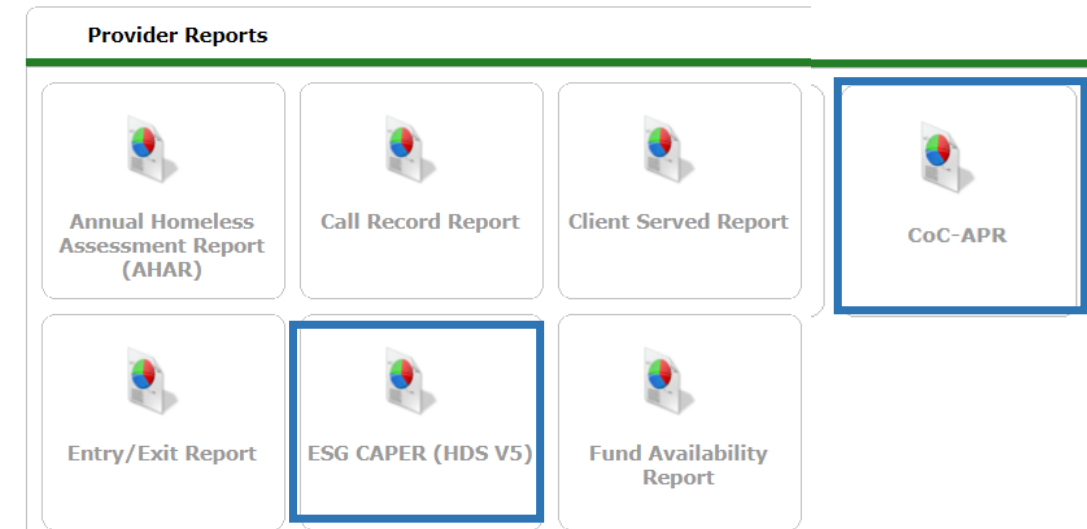 Provider Reports
Annual Homeless
Assessment Report
(AHAR)
Call Record Report
Client Served Report
CoC-APR
Entry/Exit Report
ESG CAPER (HDS V5)
Fund Availability
Report